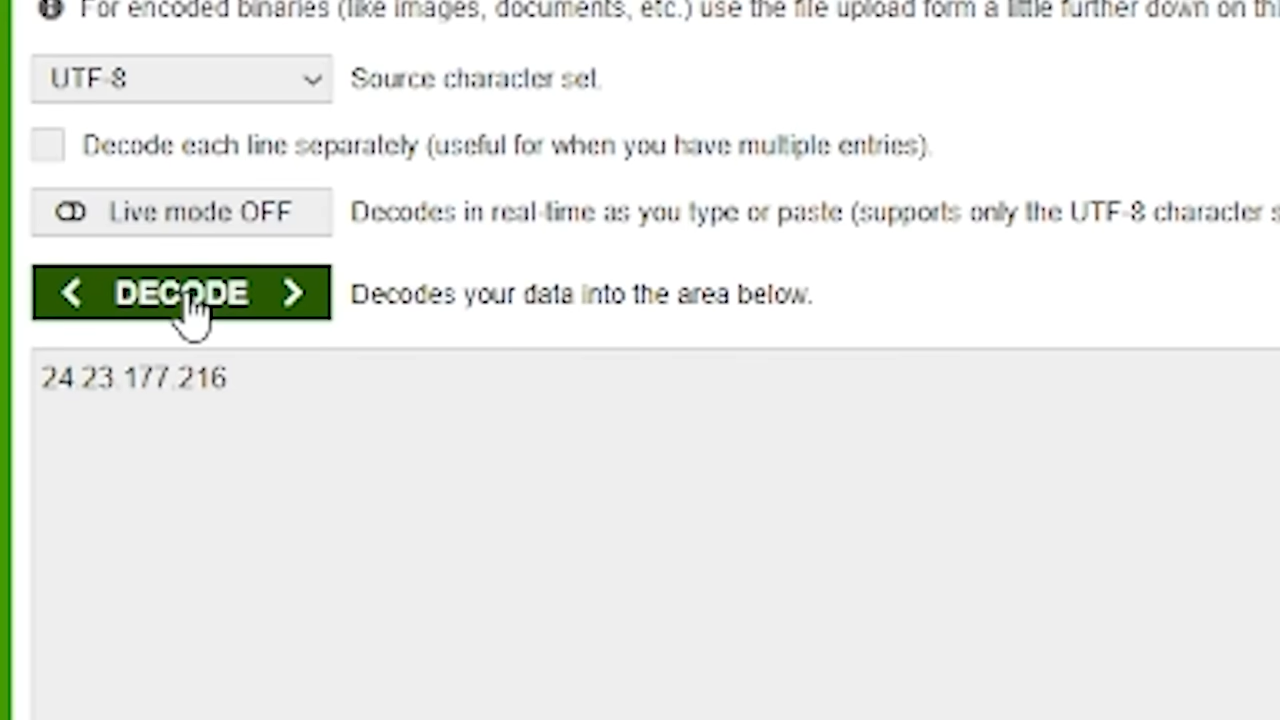 For encoded binaries (like images, documents, etc.) use the file upload form a little further down on
UTF-8 Source character set.
Decode each line separately (useful for when you have multiple entries).
Live mode OFF Decodes in real-time as you type or paste (supports only the UTF-8 character
< DECODE > Decodes your data into the area below.
24.23.177.216